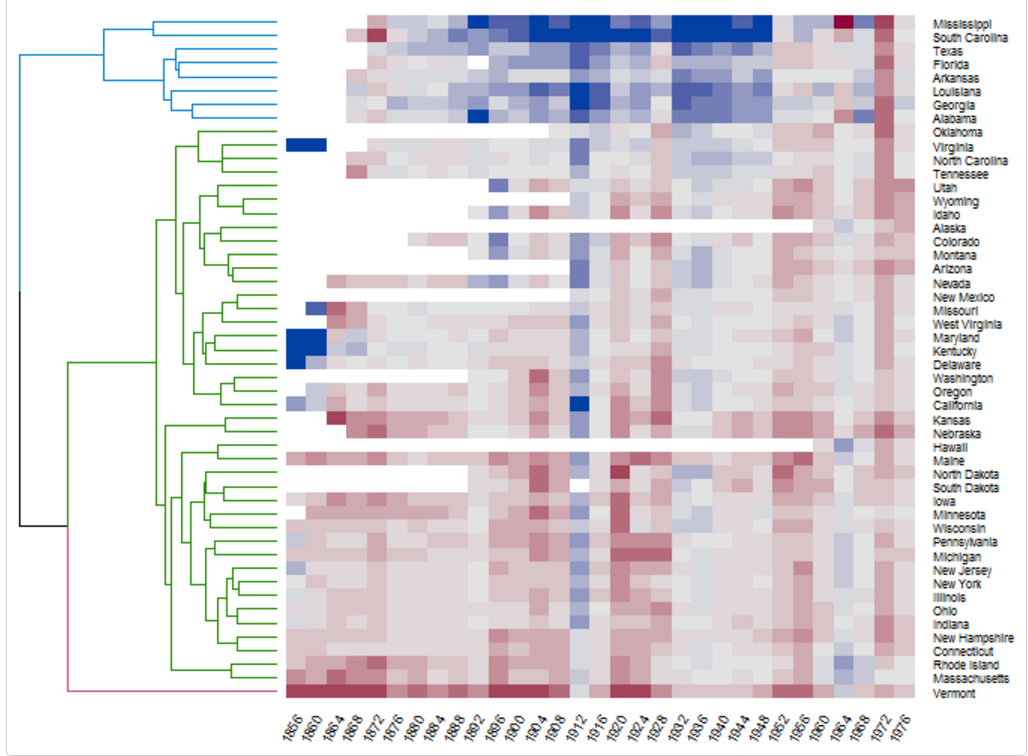 Mississippi
South Carolina
Texas
Florida
Arkansas
Louisiana
Georgia
Alabama
Oklahoma
Virginia
North Carolina
Tennessee
Utah
Wyoming
Idaho
Alaska
Colorado
Montana
Arizona
Nevada
New Mexico
Missouri
West Virginia
Maryland
Kentucky
Delaware
Washington
Oregon
California
Kansas
Nebraska
Hawaii
Maine
North Dakota
South Dakota
Iowa
Minnesota
Wisconsin
Pennsylvania
Michigan
New Jersey
New York
Illinois
Ohio
Indiana
New Hampshire
Connecticut
Rhode Island
Massachusetts
Vermont
1856 1860 1864 1868 1872 1876 1880 1884 1888 1892 1896 1900 1904 1908 1912 1916 1920 1924 1928 1932 1936 1940 1944 1948 1952 1956 1960 1964 1968 1972 1976